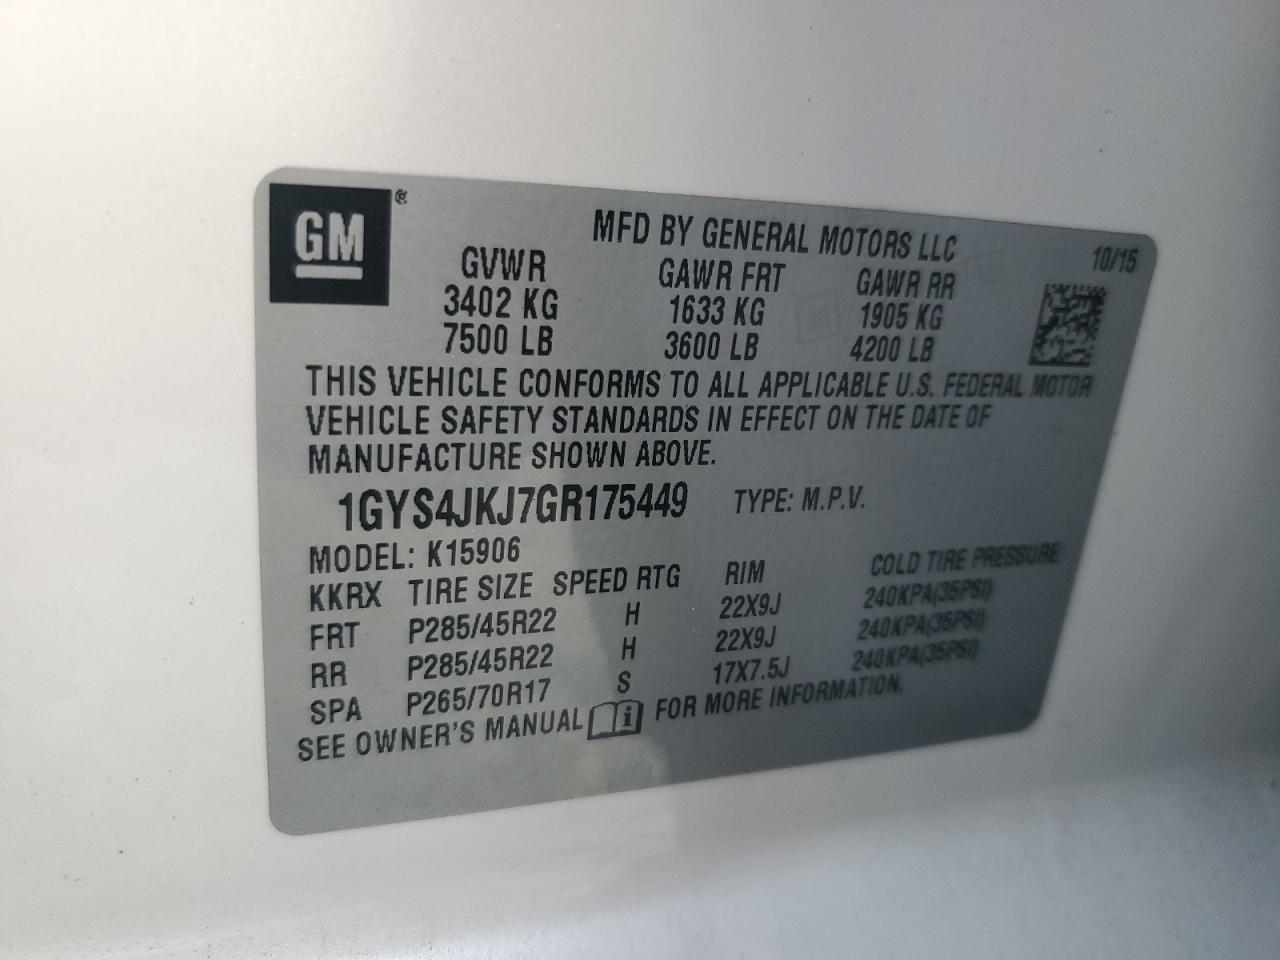 GM
MFD BY GENERAL MOTORS LLC 10/15
GVWR GAWR FRT GAWR RR
3402 KG 1633 KG 1905 KG
7500 LB 3600 LB 4200 LB
THIS VEHICLE CONFORMS TO ALL APPLICABLE U.S. FEDERAL MOTOR
VEHICLE SAFETY STANDARDS IN EFFECT ON THE DATE OF
MANUFACTURE SHOWN ABOVE.
1GYS4JKJ7GR175449 TYPE: M.P.V.
MODEL: K15906
KKRX TIRE SIZE SPEED RTG RIM COLD TIRE PRESSURE
FRT P285/45R22 H 22X9J 240KPA(35PSI)
RR P285/45R22 H 22X9J 240KPA(35PSI)
SPA P265/70R17 S 17X7.5J 240KPA(35PSI)
SEE OWNER'S MANUAL FOR MORE INFORMATION.